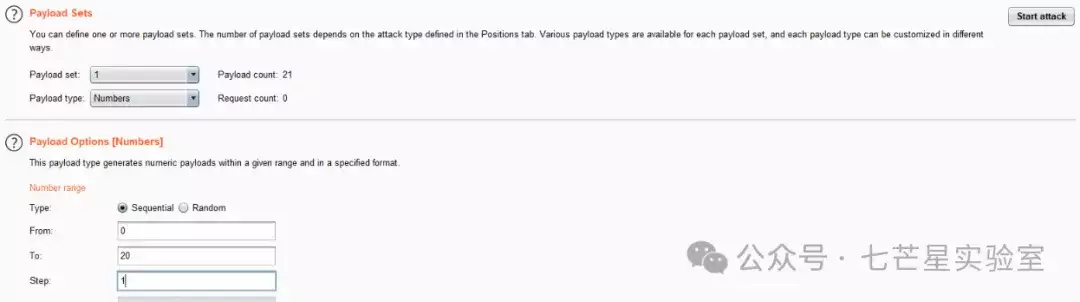 Payload Sets
Start attack
You can define one or more payload sets. The number of payload sets depends on the attack type defined in the Positions tab. Various payload types are available for each payload set, and each payload type can be customized in different
ways.
Payload set: 1 Payload count: 21
Payload type: Numbers Request count: 0
Payload Options [Numbers]
This payload type generates numeric payloads within a given range and in a specified format.
Number range
Type: Sequential Random
From: 0
To: 20
Step: 1
公众号 · 七芒星实验室